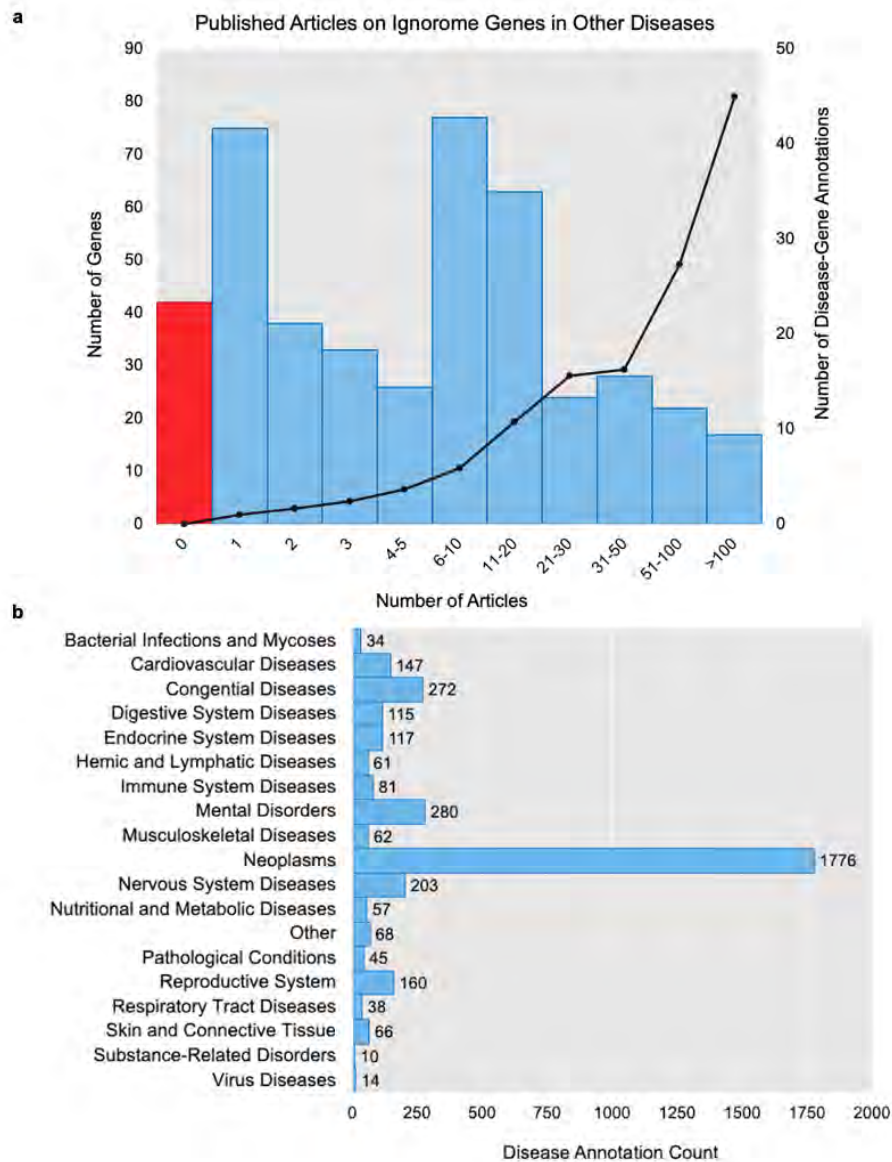 a
Published Articles on Ignorome Genes in Other Diseases
90
80
70
60
50
40
30
20
10
0
Number of Genes
50
40
30
20
10
0
Number of Disease-Gene Annotations
0
1
2
3
4-5
6-10
11-20
21-30
31-50
51-100
>100
Number of Articles
b
Bacterial Infections and Mycoses 34
Cardiovascular Diseases 147
Congential Diseases 272
Digestive System Diseases 115
Endocrine System Diseases 117
Hemic and Lymphatic Diseases 61
Immune System Diseases 81
Mental Disorders 280
Musculoskeletal Diseases 62
Neoplasms 1776
Nervous System Diseases 203
Nutritional and Metabolic Diseases 57
Other 68
Pathological Conditions 45
Reproductive System 160
Respiratory Tract Diseases 38
Skin and Connective Tissue 66
Substance-Related Disorders 10
Virus Diseases 14
0 250 500 750 1000 1250 1500 1750 2000
Disease Annotation Count